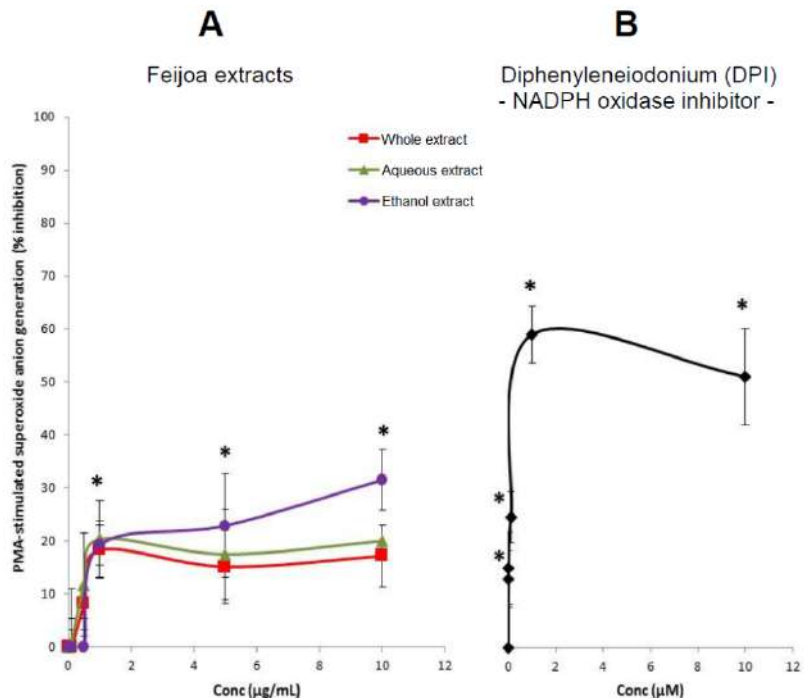 A
Feijoa extracts
B
Diphenyleneiodonium (DPI)
- NADPH oxidase inhibitor -
PMA-stimulated superoxide anion generation (% inhibition)
100
90
80
70
60
50
40
30
20
10
0
Whole extract
Aqueous extract
Ethanol extract
*
*
*
*
*
*
*
0 2 4 6 8 10 12
Conc (µg/mL)
0 2 4 6 8 10 12
Conc (µM)